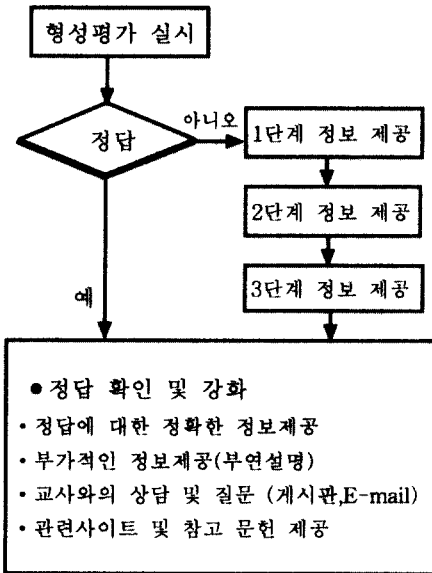 형성평가 실시
정답
아니오
1단계 정보 제공
2단계 정보 제공
3단계 정보 제공
예
● 정답 확인 및 강화
· 정답에 대한 정확한 정보제공
· 부가적인 정보제공(부연설명)
· 교사와의 상담 및 질문 (게시판,E-mail)
· 관련사이트 및 참고 문헌 제공